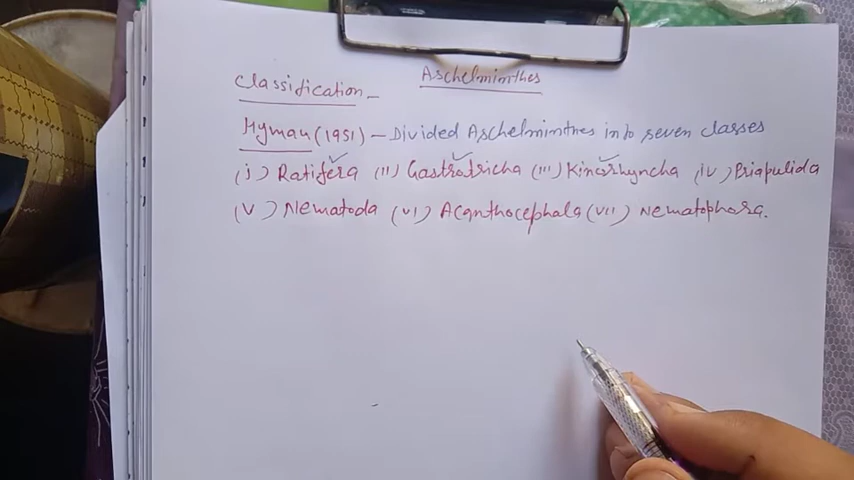 Aschelminthes
Classification -
Hyman (1951) - Divided Aschelminthes into seven classes
(i) Ratifera (ii) Gastrotricha (iii) Kinorhyncha (iv) Priapulida
(v) Nematoda (vi) Acanthocephala (vii) Nematophora.